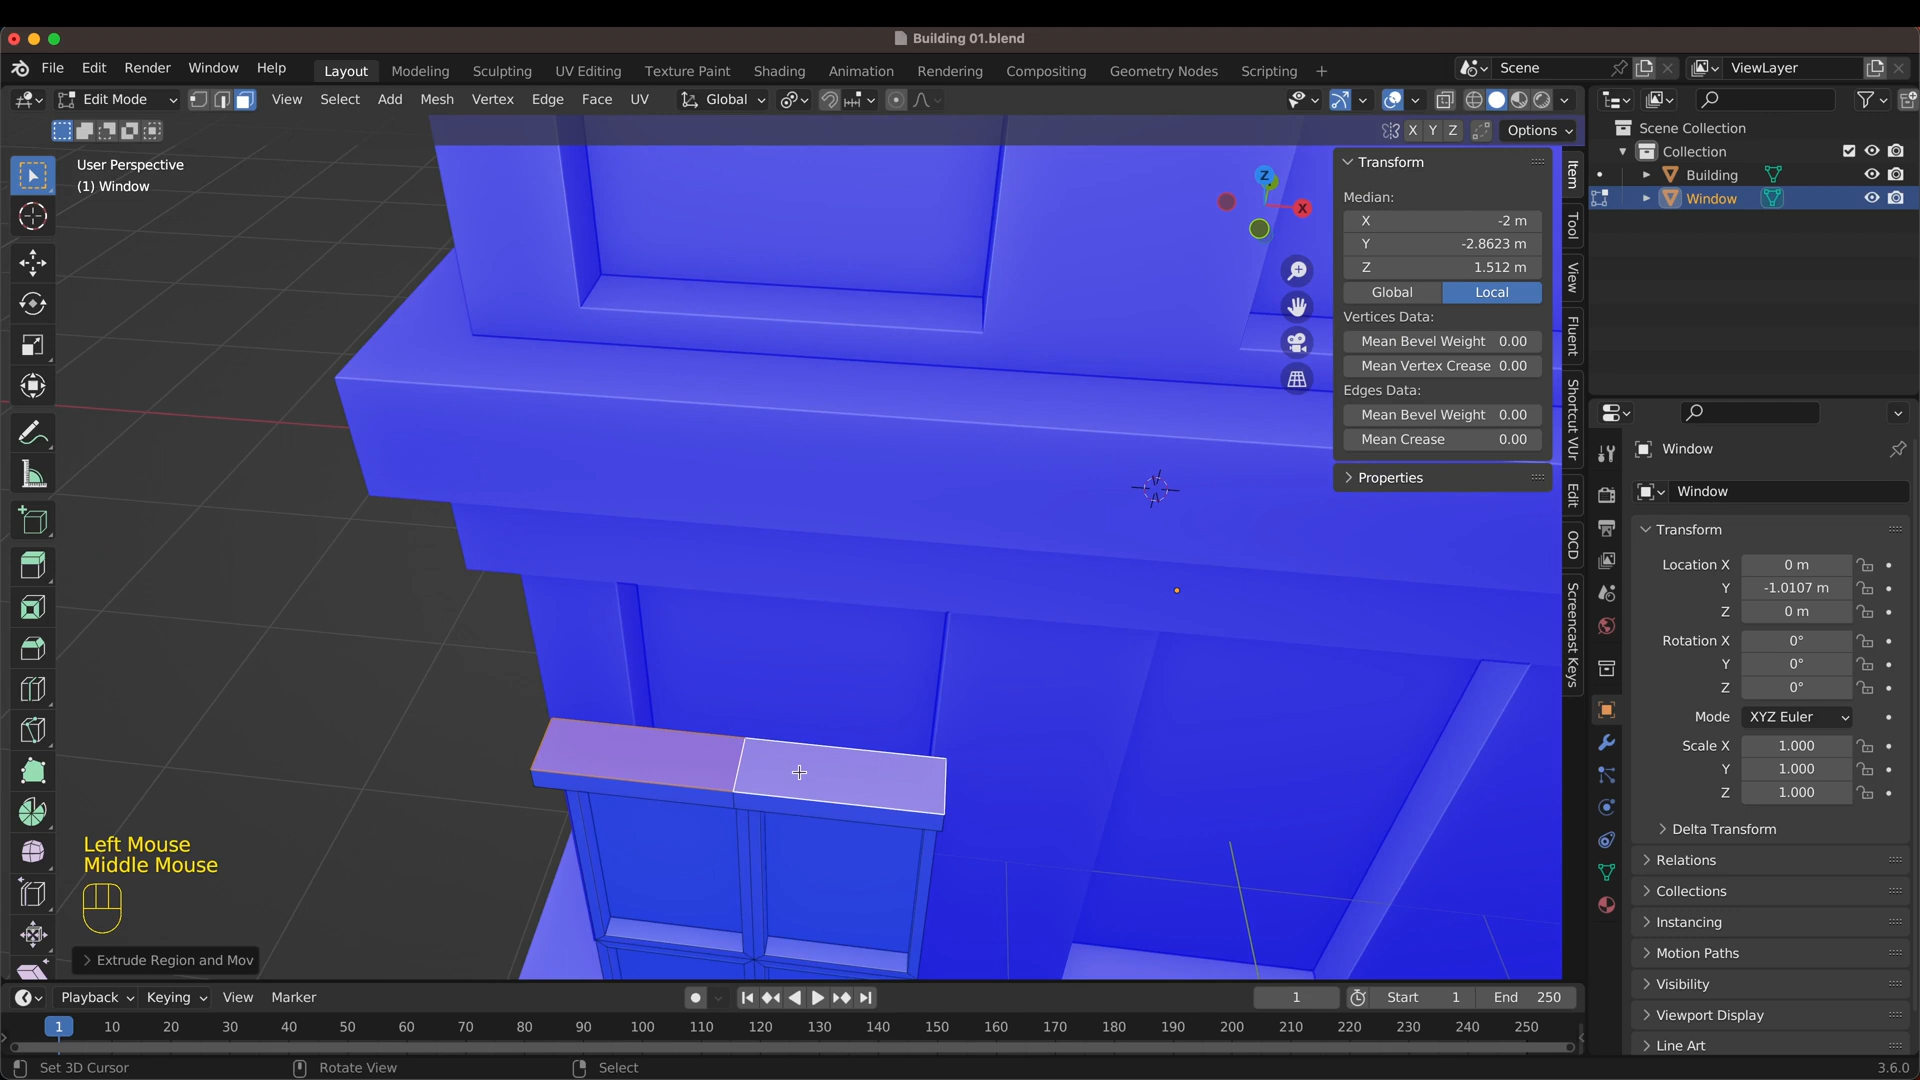 Building 01.blend
File Edit Render Window Help
Layout Modeling Sculpting UV Editing Texture Paint Shading Animation Rendering Compositing Geometry Nodes Scripting +
Scene
ViewLayer
Edit Mode View Select Add Mesh Vertex Edge Face UV Global
X Y Z Options
User Perspective
(1) Window
Z
X
Transform
Median:
X -2 m
Y -2.8623 m
Z 1.512 m
Global Local
Vertices Data:
Mean Bevel Weight 0.00
Mean Vertex Crease 0.00
Edges Data:
Mean Bevel Weight 0.00
Mean Crease 0.00
Properties
Item
Tool
View
Fluent
Shortcut VUr
Edit
OCD
Screencast Keys
Scene Collection
Collection
Building
Window
Window
Window
Transform
Location X 0 m
Y -1.0107 m
Z 0 m
Rotation X 0°
Y 0°
Z 0°
Mode XYZ Euler
Scale X 1.000
Y 1.000
Z 1.000
Delta Transform
Relations
Collections
Instancing
Motion Paths
Visibility
Viewport Display
Line Art
Left Mouse
Middle Mouse
Extrude Region and Mov
Playback Keying View Marker
1 Start 1 End 250
1 10 20 30 40 50 60 70 80 90 100 110 120 130 140 150 160 170 180 190 200 210 220 230 240 250
Set 3D Cursor Rotate View Select 3.6.0